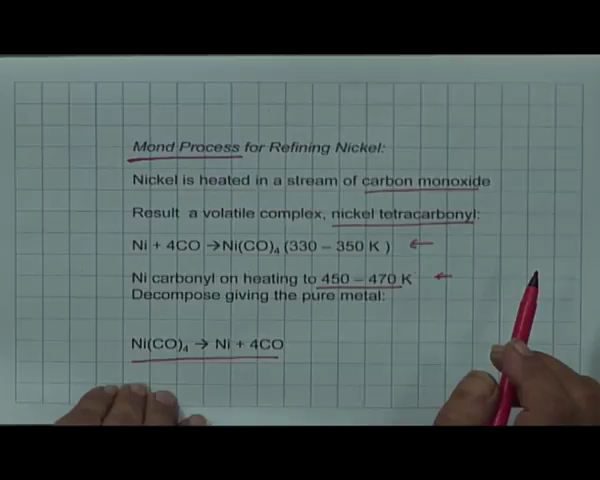 Mond Process for Refining Nickel:
Nickel is heated in a stream of carbon monoxide
Result a volatile complex, nickel tetracarbonyl:
Ni + 4CO →Ni(CO)₄ (330 – 350 K )
Ni carbonyl on heating to 450 – 470 K
Decompose giving the pure metal:
Ni(CO)₄ → Ni + 4CO